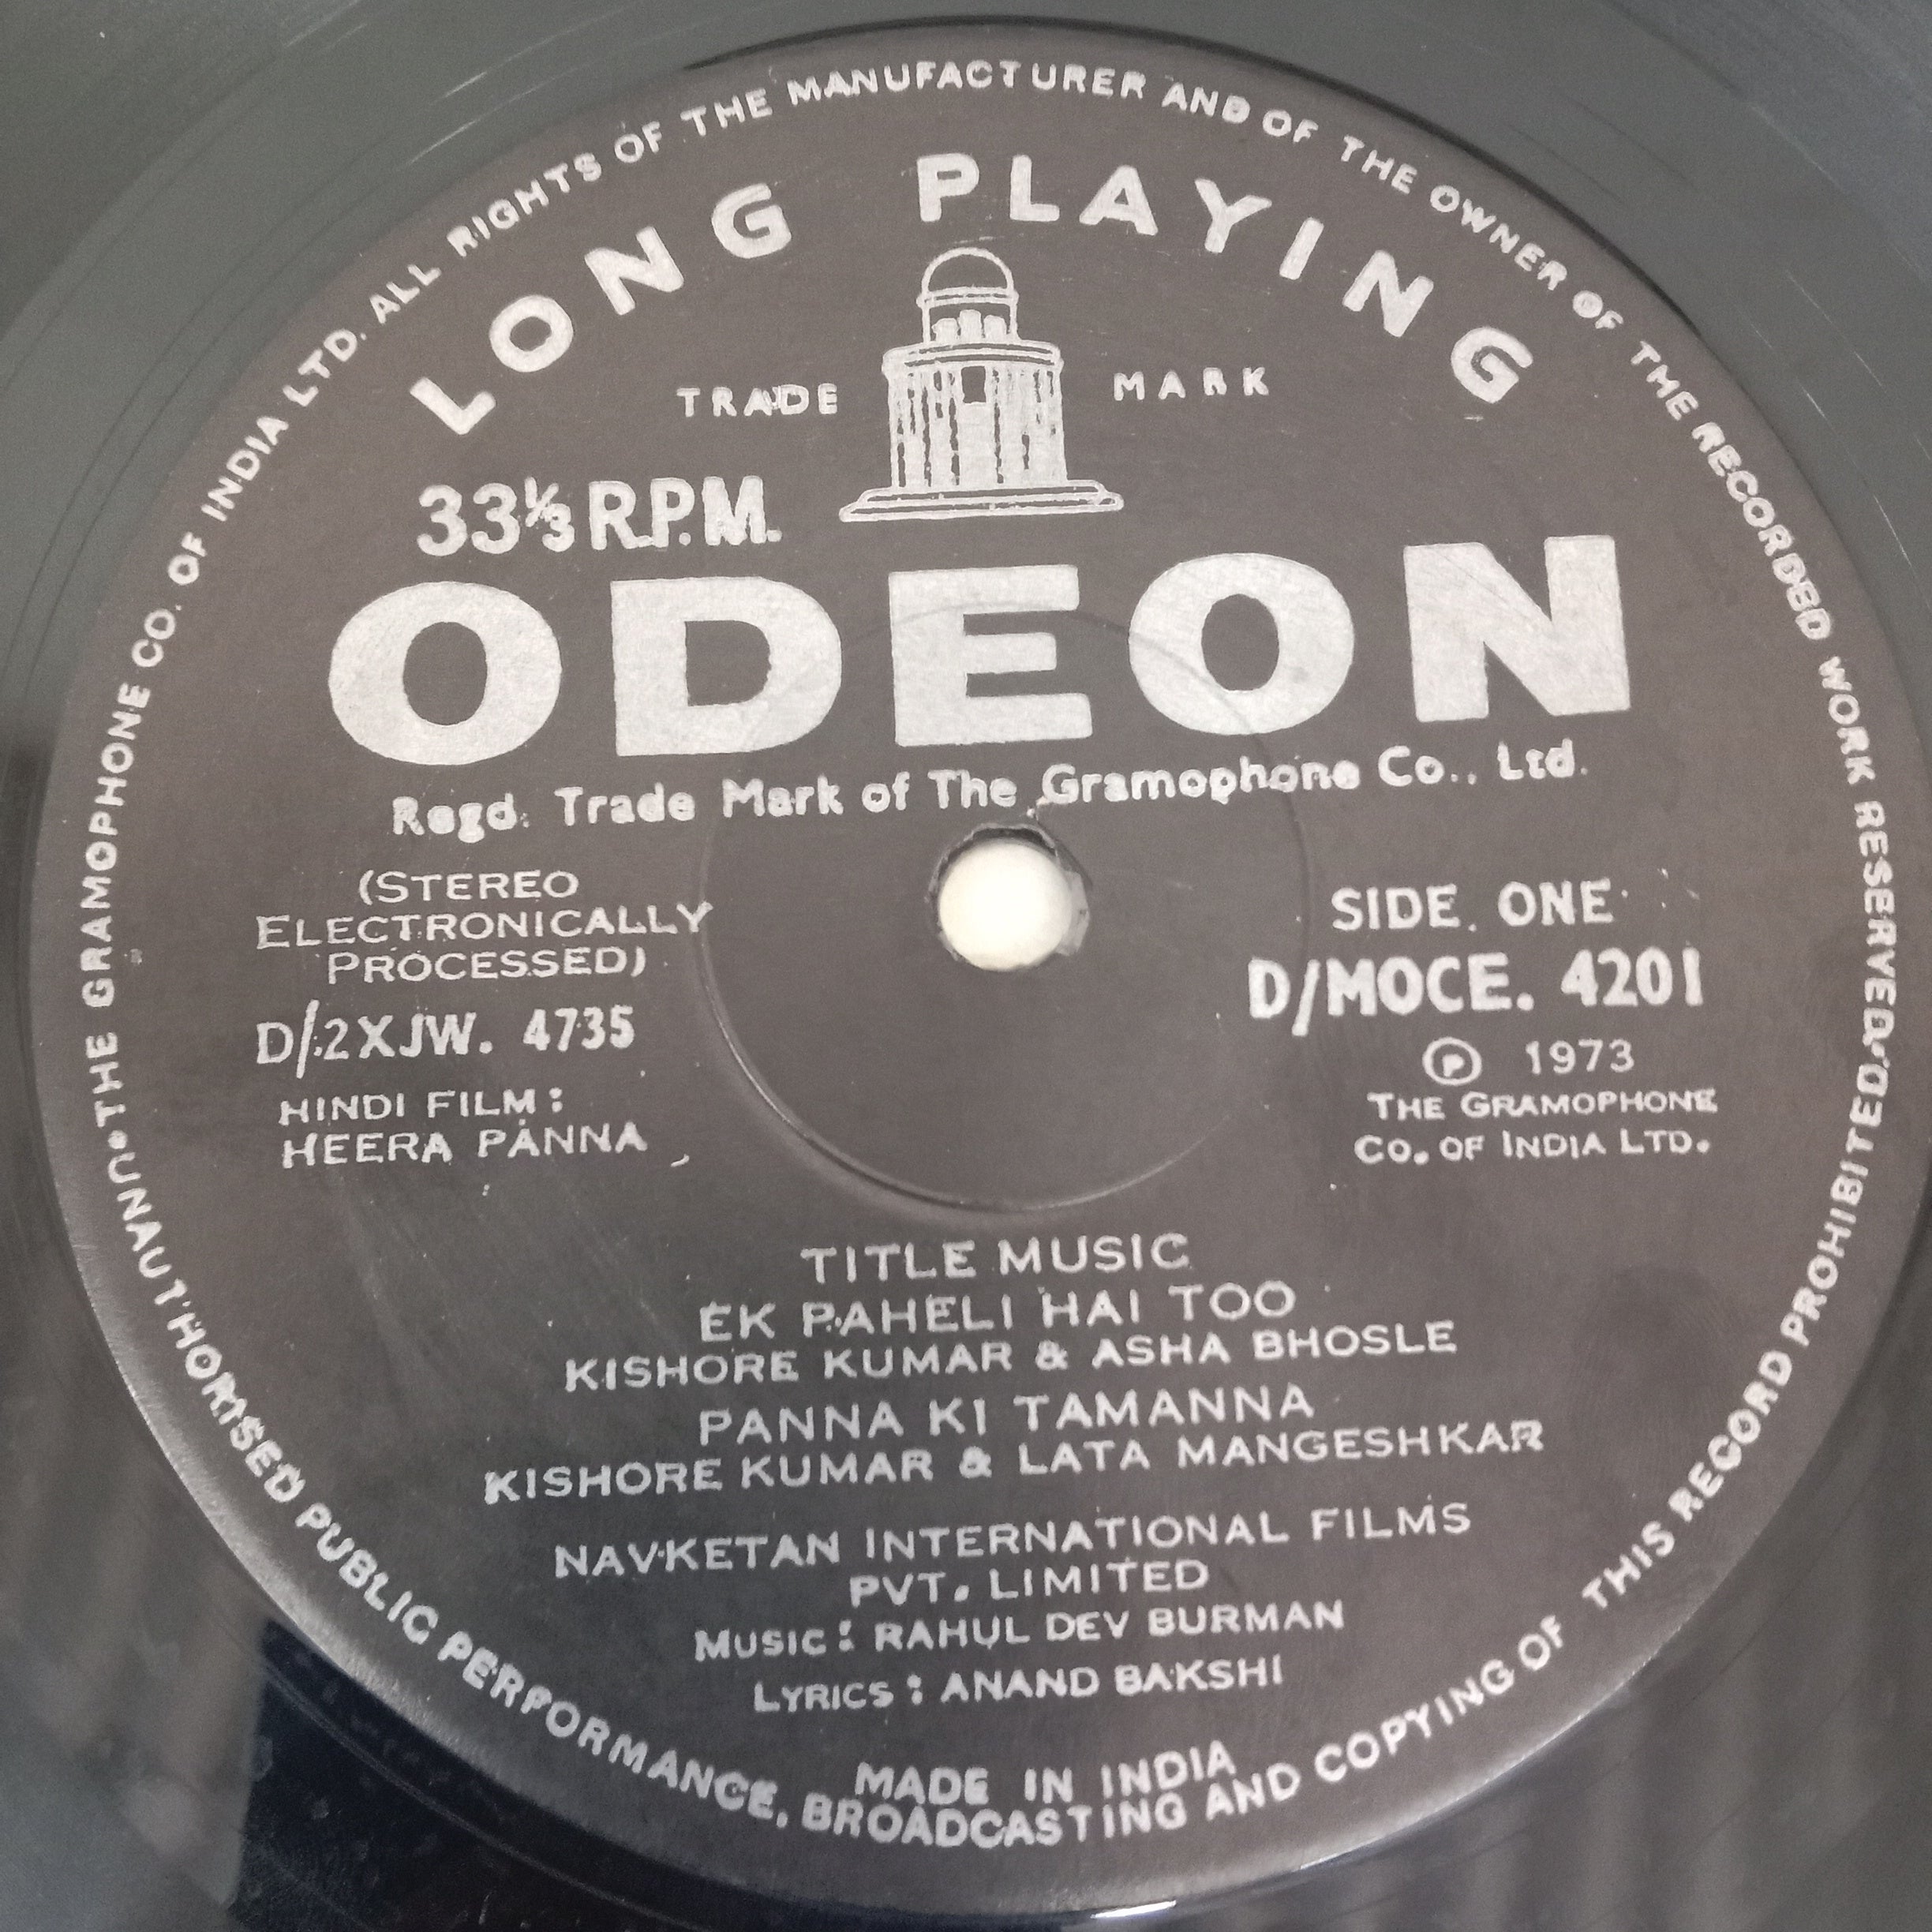 THE GRAMOPHONE CO. OF INDIA LTD. ALL RIGHTS OF THE MANUFACTURER AND OF THE OWNER OF THE RECORDED WORK RESERVED.
UNAUTHORISED PUBLIC PERFORMANCE, BROADCASTING AND COPYING OF THIS RECORD PROHIBITED.
LONG PLAYING
TRADE MARK
33⅓ R.P.M.
ODEON
Regd. Trade Mark of The Gramophone Co., Ltd.
(STEREO
ELECTRONICALLY
PROCESSED)
D/2XJW. 4735
HINDI FILM :
HEERA PANNA
SIDE. ONE
D/MOCE. 4201
Ⓟ 1973
THE GRAMOPHONE
CO. OF INDIA LTD.
TITLE MUSIC
EK PAHELI HAI TOO
KISHORE KUMAR & ASHA BHOSLE
PANNA KI TAMANNA
KISHORE KUMAR & LATA MANGESHKAR
NAVKETAN INTERNATIONAL FILMS
PVT. LIMITED
MUSIC : RAHUL DEV BURMAN
LYRICS : ANAND BAKSHI
MADE IN INDIA